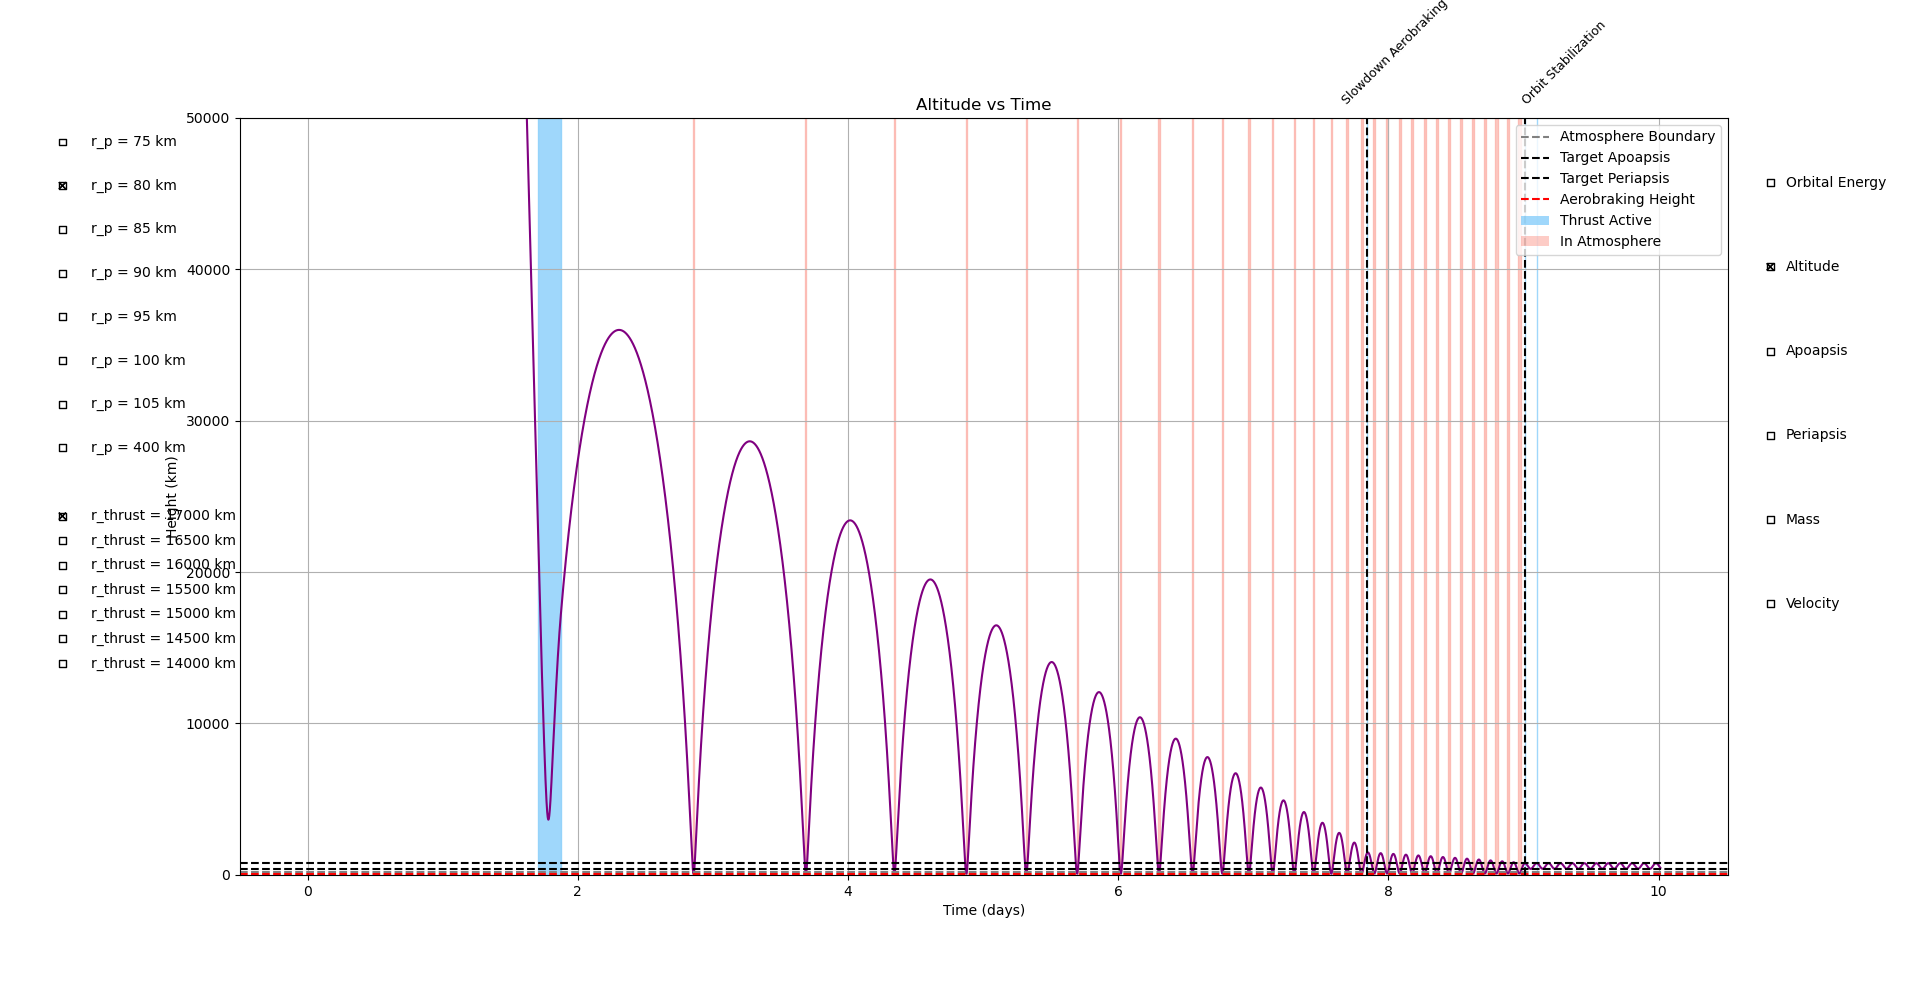 Slowdown Aerobraking
Orbit Stabilization
Altitude vs Time
r_p = 75 km
r_p = 80 km
r_p = 85 km
r_p = 90 km
r_p = 95 km
r_p = 100 km
r_p = 105 km
r_p = 400 km
r_thrust = 17000 km
r_thrust = 16500 km
r_thrust = 16000 km
r_thrust = 15500 km
r_thrust = 15000 km
r_thrust = 14500 km
r_thrust = 14000 km
Height (km)
50000
40000
30000
20000
10000
0
Atmosphere Boundary
Target Apoapsis
Target Periapsis
Aerobraking Height
Thrust Active
In Atmosphere
0 2 4 6 8 10
Time (days)
Orbital Energy
Altitude
Apoapsis
Periapsis
Mass
Velocity